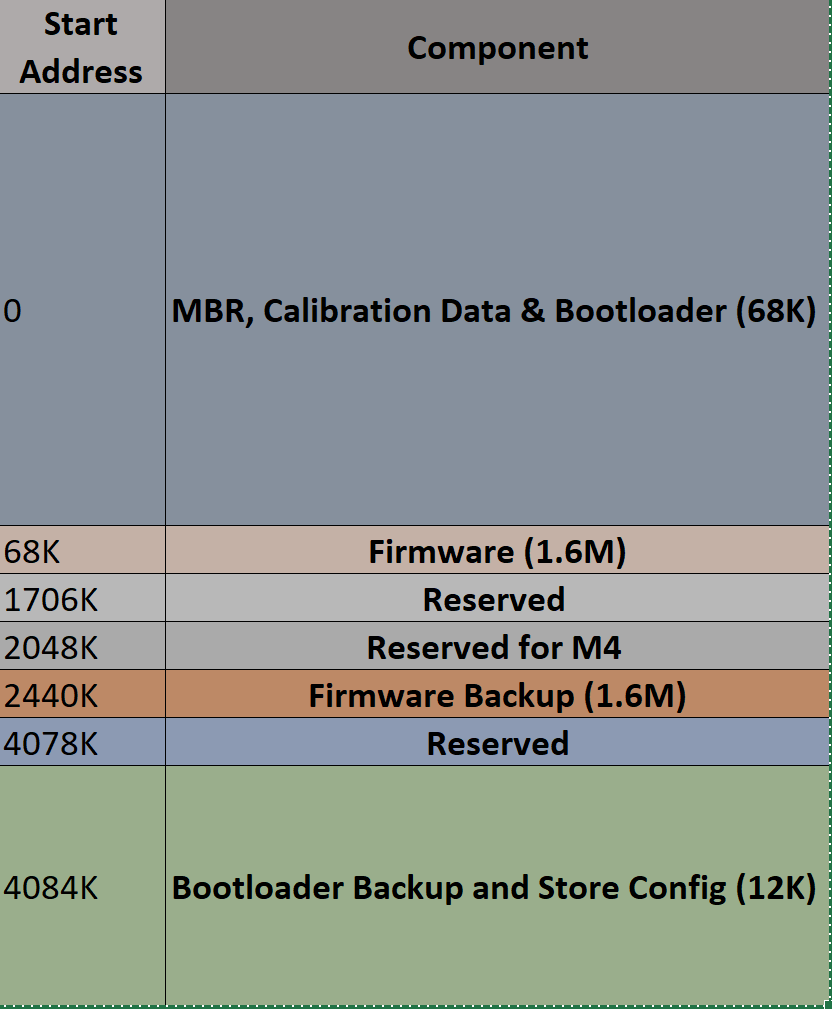 Start
Address
Component
0
MBR, Calibration Data & Bootloader (68K)
68K
Firmware (1.6M)
1706K
Reserved
2048K
Reserved for M4
2440K
Firmware Backup (1.6M)
4078K
Reserved
4084K
Bootloader Backup and Store Config (12K)